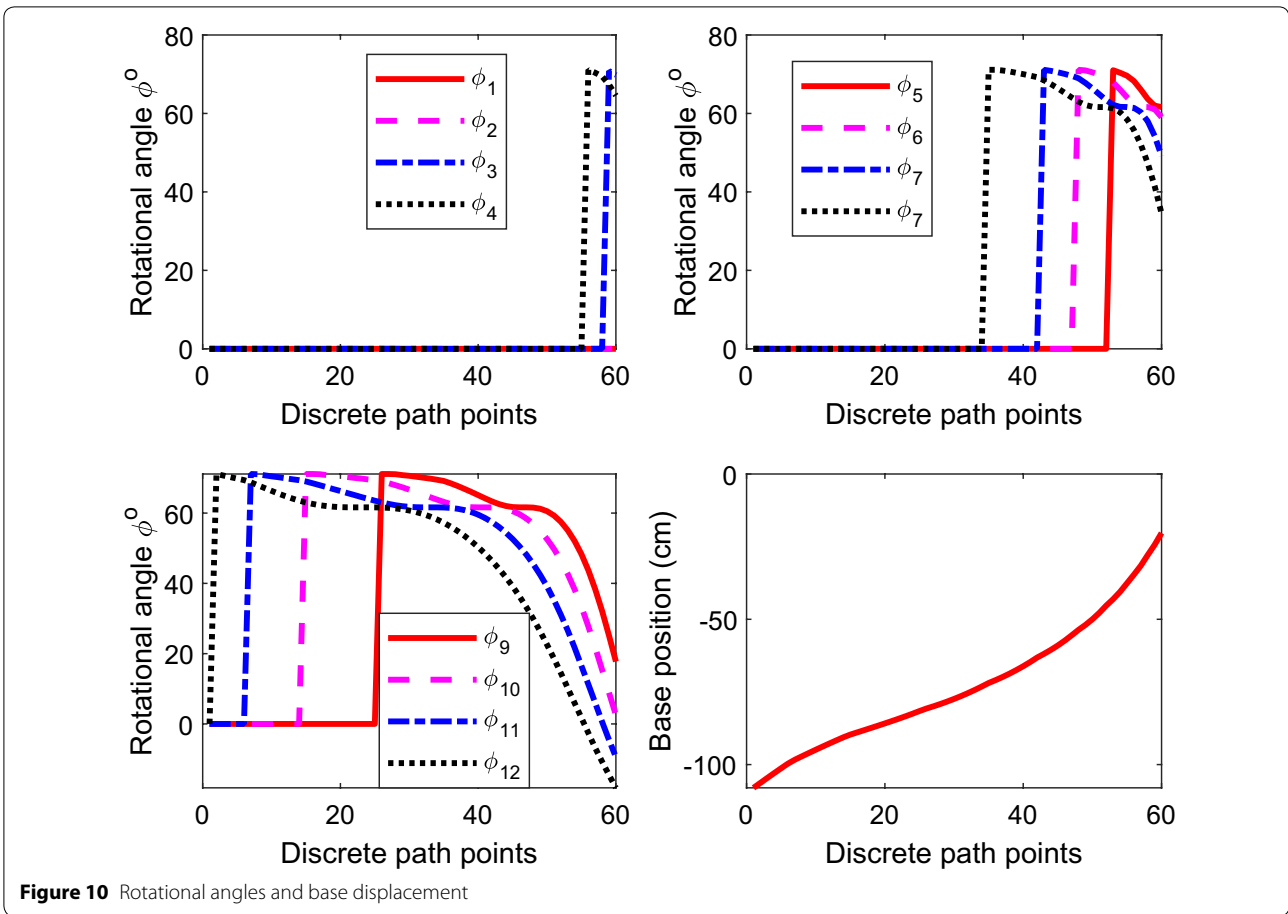 80
60
40
20
0
Rotational angle ϕ°
ϕ1
ϕ2
ϕ3
ϕ4
0 20 40 60
Discrete path points
80
60
40
20
0
Rotational angle ϕ°
ϕ5
ϕ6
ϕ7
ϕ7
0 20 40 60
Discrete path points
60
40
20
0
Rotational angle ϕ°
ϕ9
ϕ10
ϕ11
ϕ12
0 20 40 60
Discrete path points
0
-50
-100
Base position (cm)
0 20 40 60
Discrete path points
Figure 10 Rotational angles and base displacement